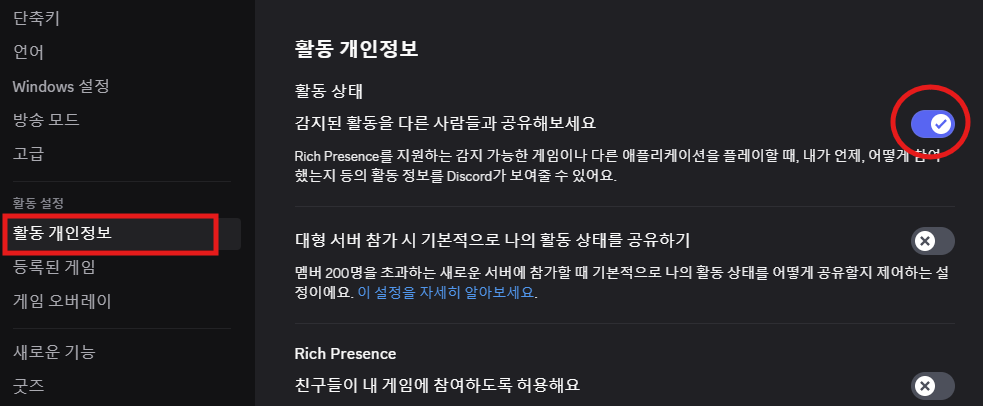 단축키
언어
Windows 설정
방송 모드
고급
활동 설정
활동 개인정보
등록된 게임
게임 오버레이
새로운 기능
굿즈
활동 개인정보
활동 상태
감지된 활동을 다른 사람들과 공유해보세요
Rich Presence를 지원하는 감지 가능한 게임이나 다른 애플리케이션을 플레이할 때, 내가 언제, 어떻게 참여
했는지 등의 활동 정보를 Discord가 보여줄 수 있어요.
대형 서버 참가 시 기본적으로 나의 활동 상태를 공유하기
멤버 200명을 초과하는 새로운 서버에 참가할 때 기본적으로 나의 활동 상태를 어떻게 공유할지 제어하는 설
정이에요. 이 설정을 자세히 알아보세요.
Rich Presence
친구들이 내 게임에 참여하도록 허용해요